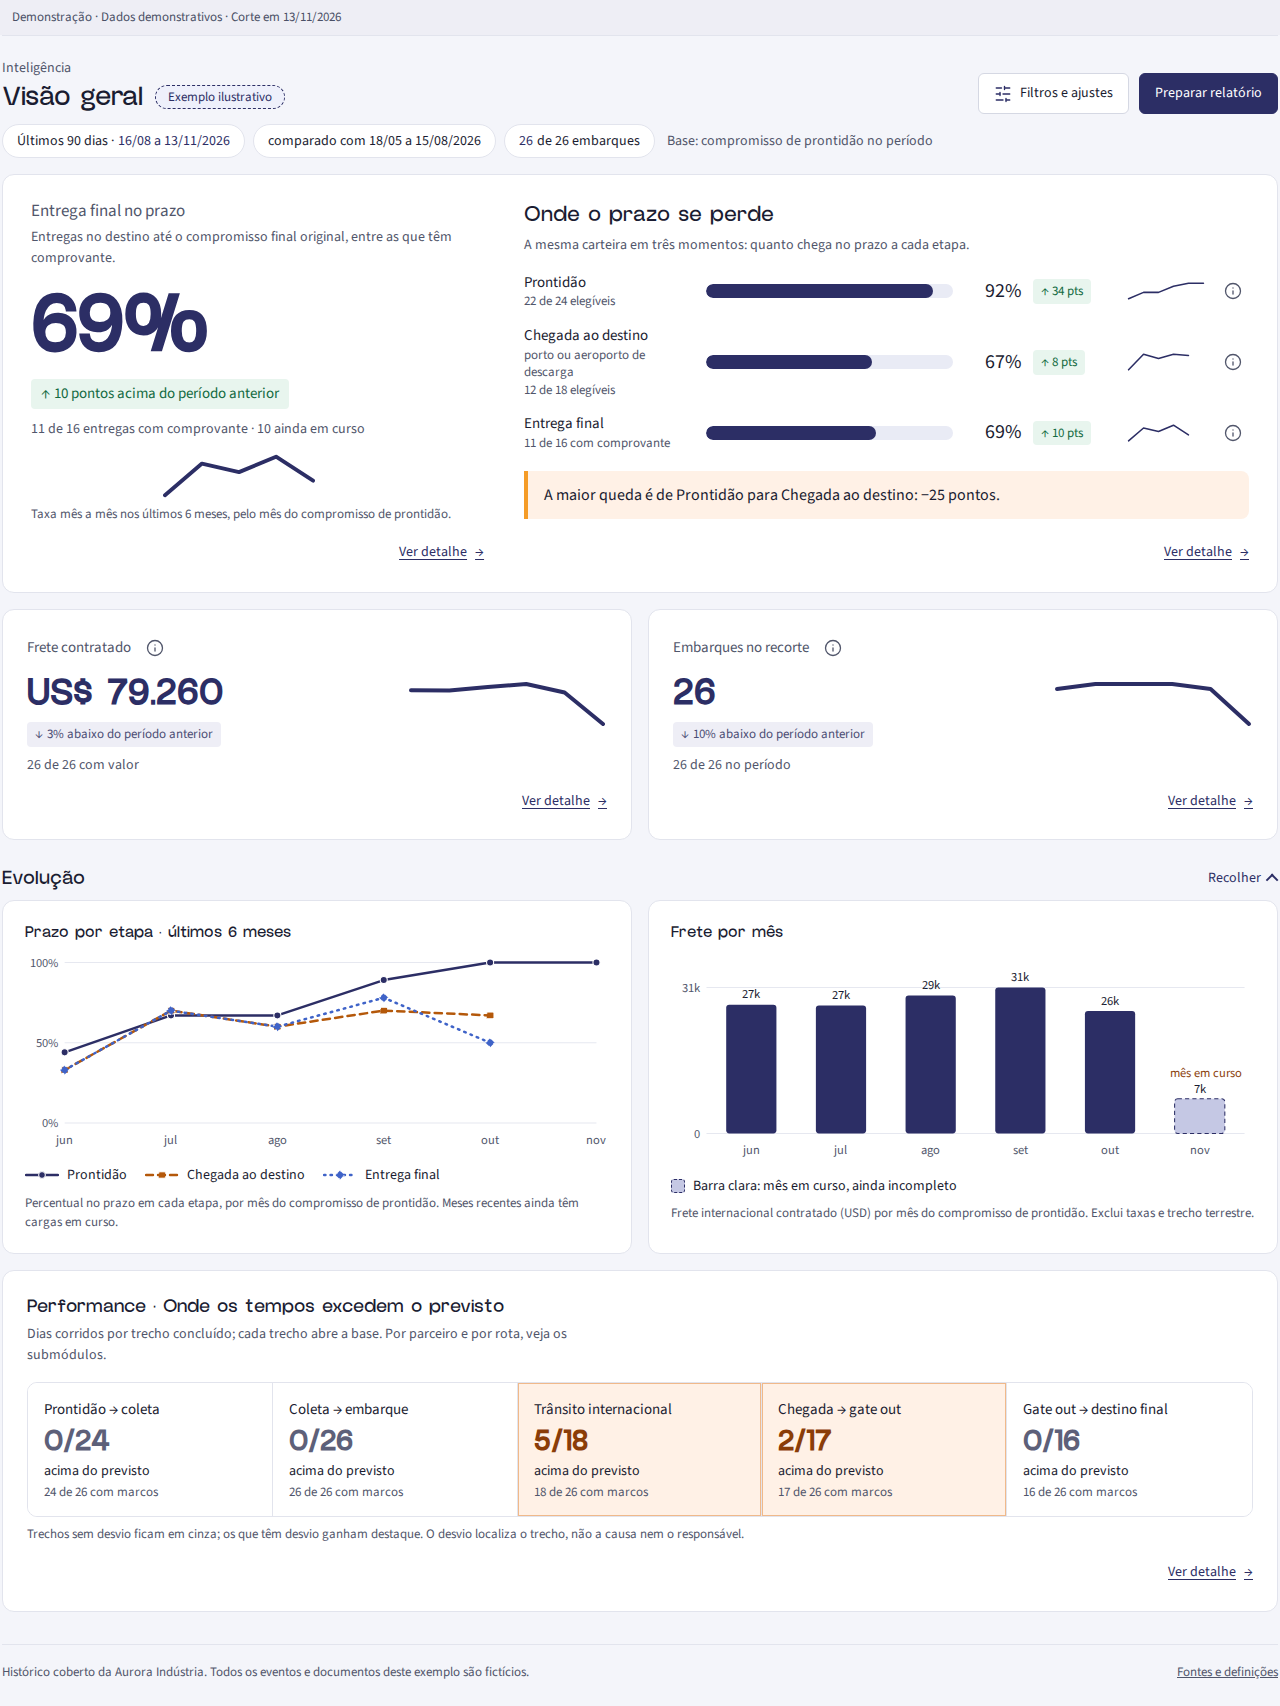 Demonstração · Dados demonstrativos · Corte em 13/11/2026
Inteligência
Visão geral
Exemplo ilustrativo
Filtros e ajustes
Preparar relatório
Últimos 90 dias · 16/08 a 13/11/2026
comparado com 18/05 a 15/08/2026
26 de 26 embarques
Base: compromisso de prontidão no período
Entrega final no prazo
Entregas no destino até o compromisso final original, entre as que têm
comprovante.
69%
↑ 10 pontos acima do período anterior
11 de 16 entregas com comprovante · 10 ainda em curso
Taxa mês a mês nos últimos 6 meses, pelo mês do compromisso de prontidão.
Ver detalhe →
Onde o prazo se perde
A mesma carteira em três momentos: quanto chega no prazo a cada etapa.
Prontidão
22 de 24 elegíveis
92%
↑ 34 pts
Chegada ao destino
porto ou aeroporto de
descarga
12 de 18 elegíveis
67%
↑ 8 pts
Entrega final
11 de 16 com comprovante
69%
↑ 10 pts
A maior queda é de Prontidão para Chegada ao destino: −25 pontos.
Ver detalhe →
Frete contratado
US$ 79.260
↓ 3% abaixo do período anterior
26 de 26 com valor
Ver detalhe →
Embarques no recorte
26
↓ 10% abaixo do período anterior
26 de 26 no período
Ver detalhe →
Evolução
Recolher
Prazo por etapa · últimos 6 meses
100%
50%
0%
jun jul ago set out nov
Prontidão
Chegada ao destino
Entrega final
Percentual no prazo em cada etapa, por mês do compromisso de prontidão. Meses recentes ainda têm
cargas em curso.
Frete por mês
31k
0
27k 27k 29k 31k 26k
mês em curso
7k
jun jul ago set out nov
Barra clara: mês em curso, ainda incompleto
Frete internacional contratado (USD) por mês do compromisso de prontidão. Exclui taxas e trecho terrestre.
Performance · Onde os tempos excedem o previsto
Dias corridos por trecho concluído; cada trecho abre a base. Por parceiro e por rota, veja os
submódulos.
Prontidão → coleta
0/24
acima do previsto
24 de 26 com marcos
Coleta → embarque
0/26
acima do previsto
26 de 26 com marcos
Trânsito internacional
5/18
acima do previsto
18 de 26 com marcos
Chegada → gate out
2/17
acima do previsto
17 de 26 com marcos
Gate out → destino final
0/16
acima do previsto
16 de 26 com marcos
Trechos sem desvio ficam em cinza; os que têm desvio ganham destaque. O desvio localiza o trecho, não a causa nem o responsável.
Ver detalhe →
Histórico coberto da Aurora Indústria. Todos os eventos e documentos deste exemplo são fictícios.
Fontes e definições